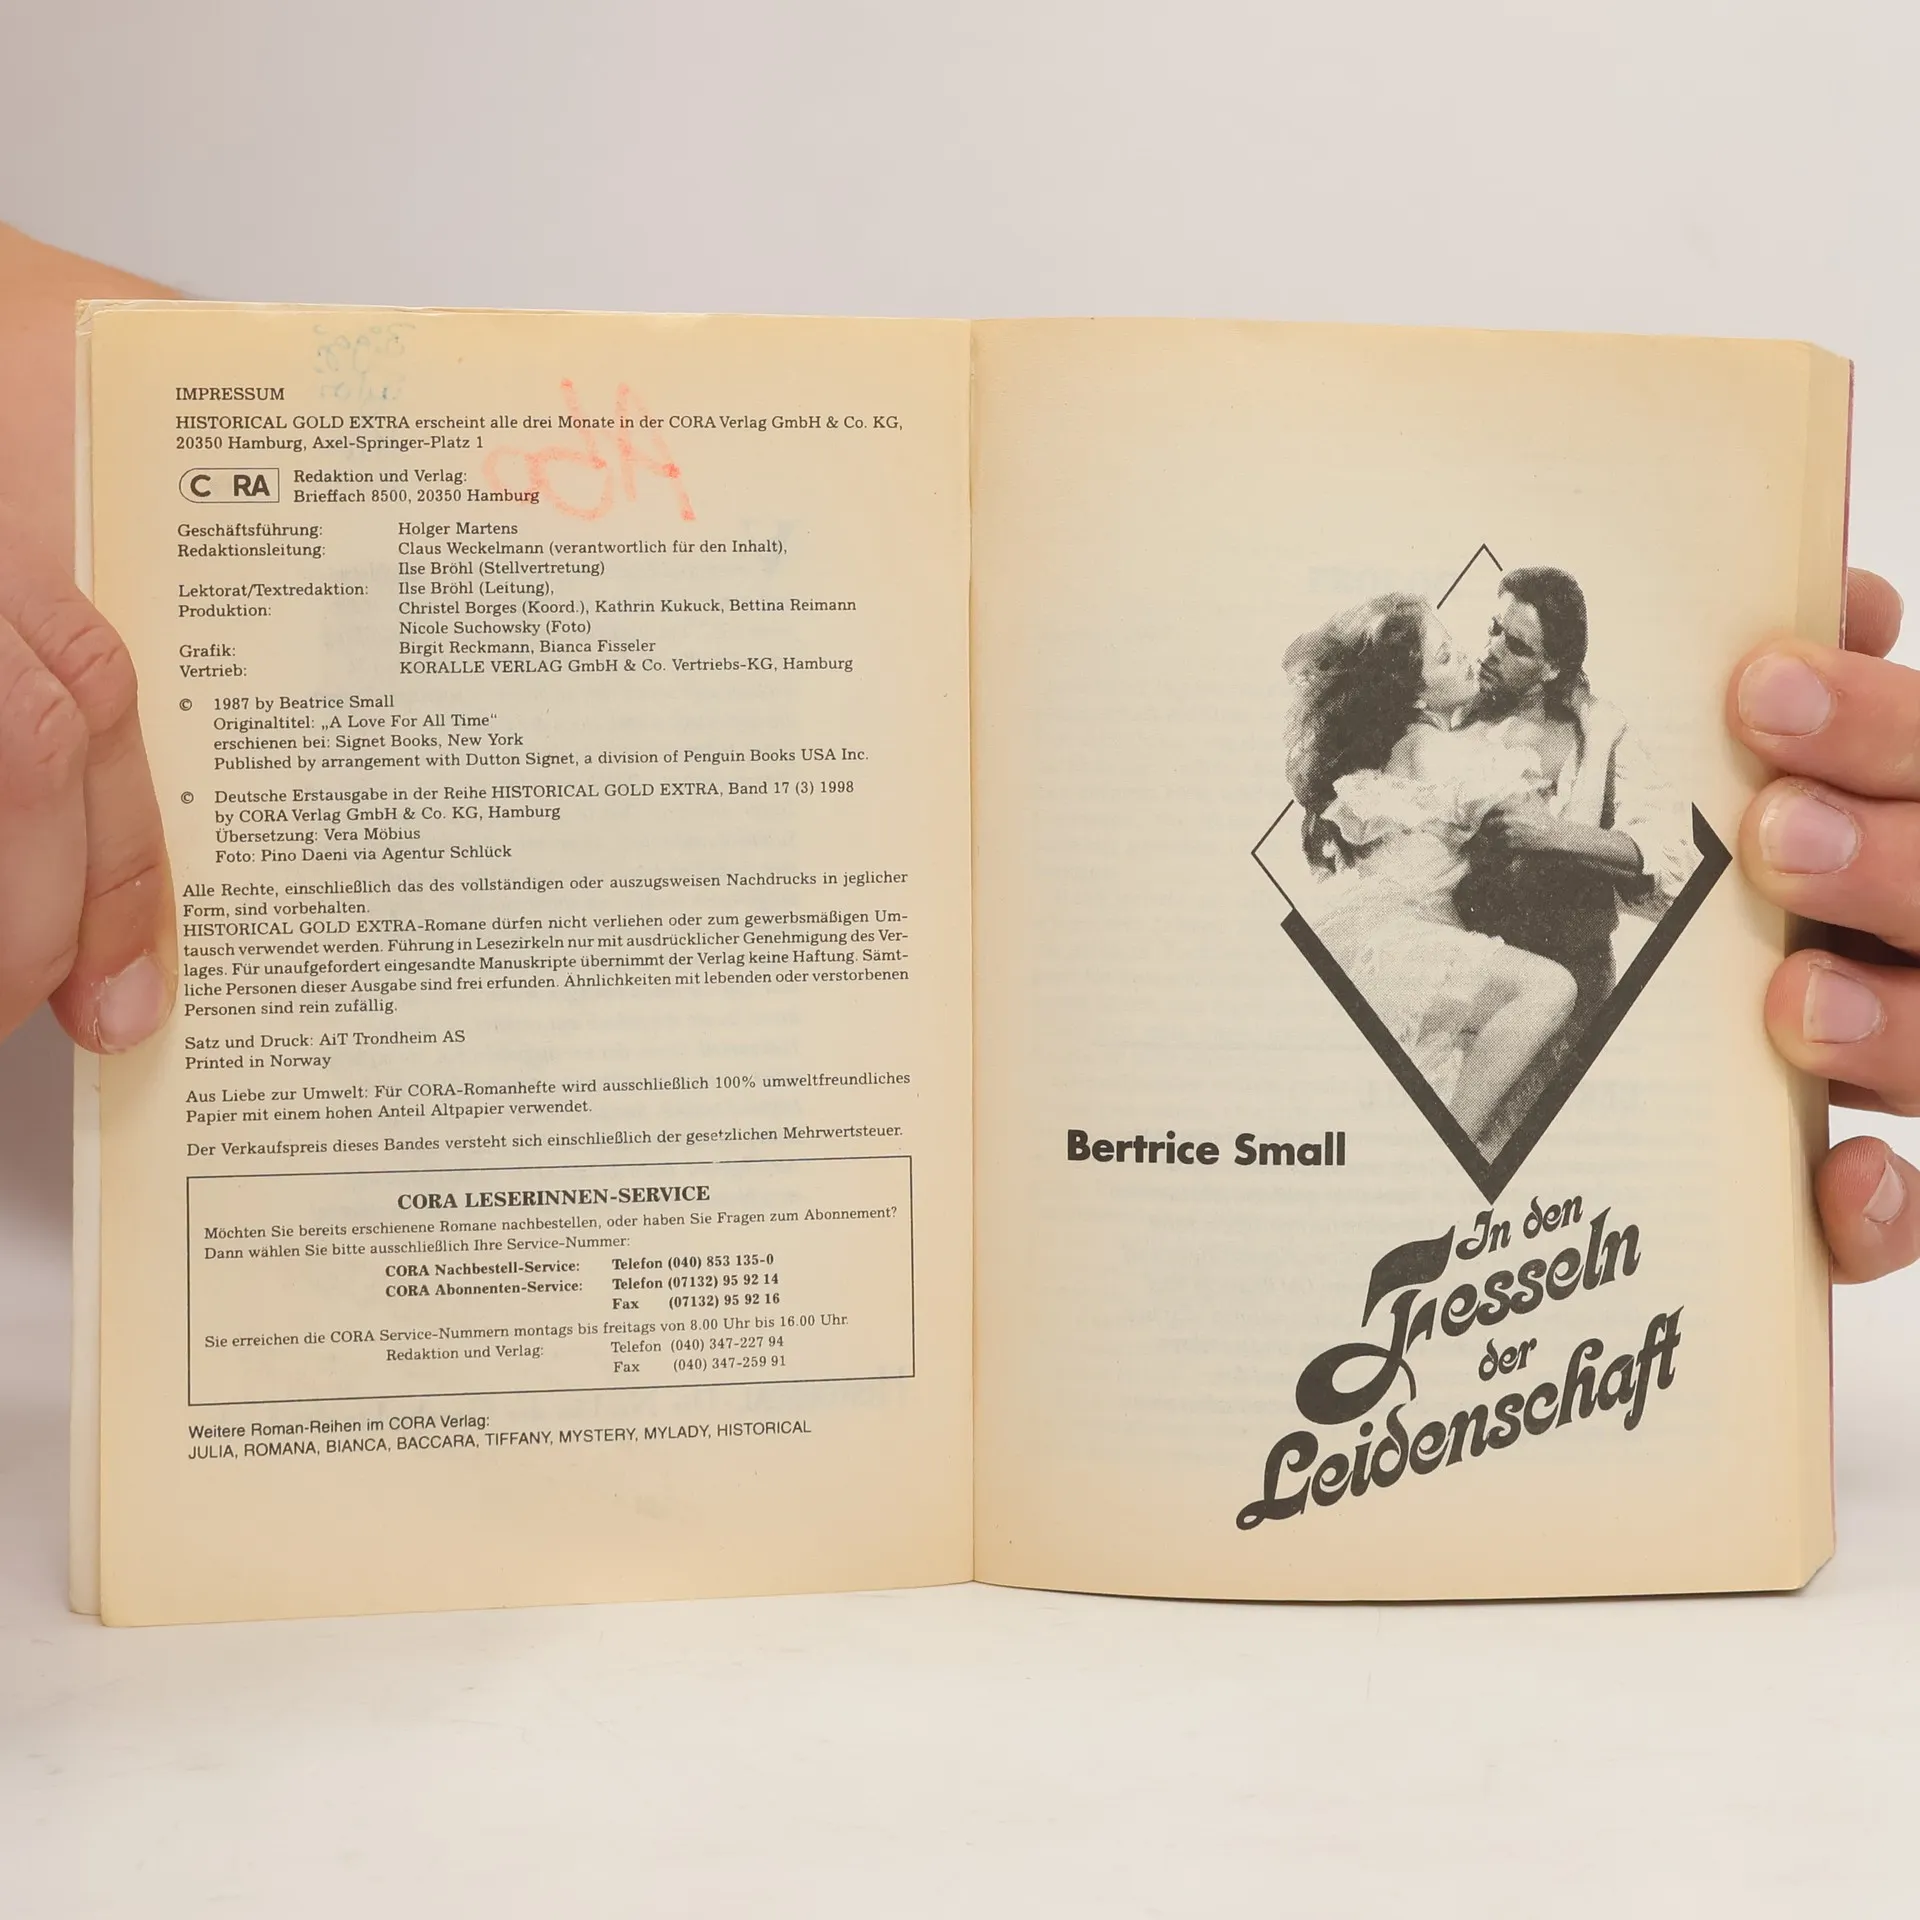 IMPRESSUM
HISTORICAL GOLD EXTRA erscheint alle drei Monate in der CORA Verlag GmbH & Co. KG,
20350 Hamburg, Axel-Springer-Platz 1
C RA
Redaktion und Verlag:
Brieffach 8500, 20350 Hamburg
Geschäftsführung: Holger Martens
Redaktionsleitung: Claus Weckelmann (verantwortlich für den Inhalt),
Ilse Bröhl (Stellvertretung)
Lektorat/Textredaktion: Ilse Bröhl (Leitung),
Produktion: Christel Borges (Koord.), Kathrin Kukuck, Bettina Reimann
Nicole Suchowsky (Foto)
Grafik: Birgit Reckmann, Bianca Fisseler
Vertrieb: KORALLE VERLAG GmbH & Co. Vertriebs-KG, Hamburg
© 1987 by Beatrice Small
Originaltitel: „A Love For All Time“
erschienen bei: Signet Books, New York
Published by arrangement with Dutton Signet, a division of Penguin Books USA Inc.
© Deutsche Erstausgabe in der Reihe HISTORICAL GOLD EXTRA, Band 17 (3) 1998
by CORA Verlag GmbH & Co. KG, Hamburg
Übersetzung: Vera Möbius
Foto: Pino Daeni via Agentur Schlück
Alle Rechte, einschließlich das des vollständigen oder auszugsweisen Nachdrucks in jeglicher
Form, sind vorbehalten.
HISTORICAL GOLD EXTRA-Romane dürfen nicht verliehen oder zum gewerbsmäßigen Um-
tausch verwendet werden. Führung in Lesezirkeln nur mit ausdrücklicher Genehmigung des Ver-
lages. Für unaufgefordert eingesandte Manuskripte übernimmt der Verlag keine Haftung. Sämt-
liche Personen dieser Ausgabe sind frei erfunden. Ähnlichkeiten mit lebenden oder verstorbenen
Personen sind rein zufällig.
Satz und Druck: AiT Trondheim AS
Printed in Norway
Aus Liebe zur Umwelt: Für CORA-Romanhefte wird ausschließlich 100% umweltfreundliches
Papier mit einem hohen Anteil Altpapier verwendet.
Der Verkaufspreis dieses Bandes versteht sich einschließlich der gesetzlichen Mehrwertsteuer.
CORA LESERINNEN-SERVICE
Möchten Sie bereits erschienene Romane nachbestellen, oder haben Sie Fragen zum Abonnement?
Dann wählen Sie bitte ausschließlich Ihre Service-Nummer:
CORA Nachbestell-Service: Telefon (040) 853 135-0
CORA Abonnenten-Service: Telefon (07132) 95 92 14
Fax (07132) 95 92 16
Sie erreichen die CORA Service-Nummern montags bis freitags von 8.00 Uhr bis 16.00 Uhr.
Redaktion und Verlag: Telefon (040) 347-227 94
Fax (040) 347-259 91
Weitere Roman-Reihen im CORA Verlag:
JULIA, ROMANA, BIANCA, BACCARA, TIFFANY, MYSTERY, MYLADY, HISTORICAL
Bertrice Small
In den
Fesseln
der
Leidenschaft